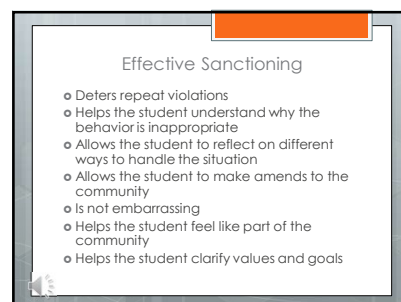 Effective Sanctioning
Deters repeat violations
Helps the student understand why the
behavior is inappropriate
Allows the student to reflect on different
ways to handle the situation
Allows the student to make amends to the
community
Is not embarrassing
Helps the student feel like part of the
community
Helps the student clarify values and goals